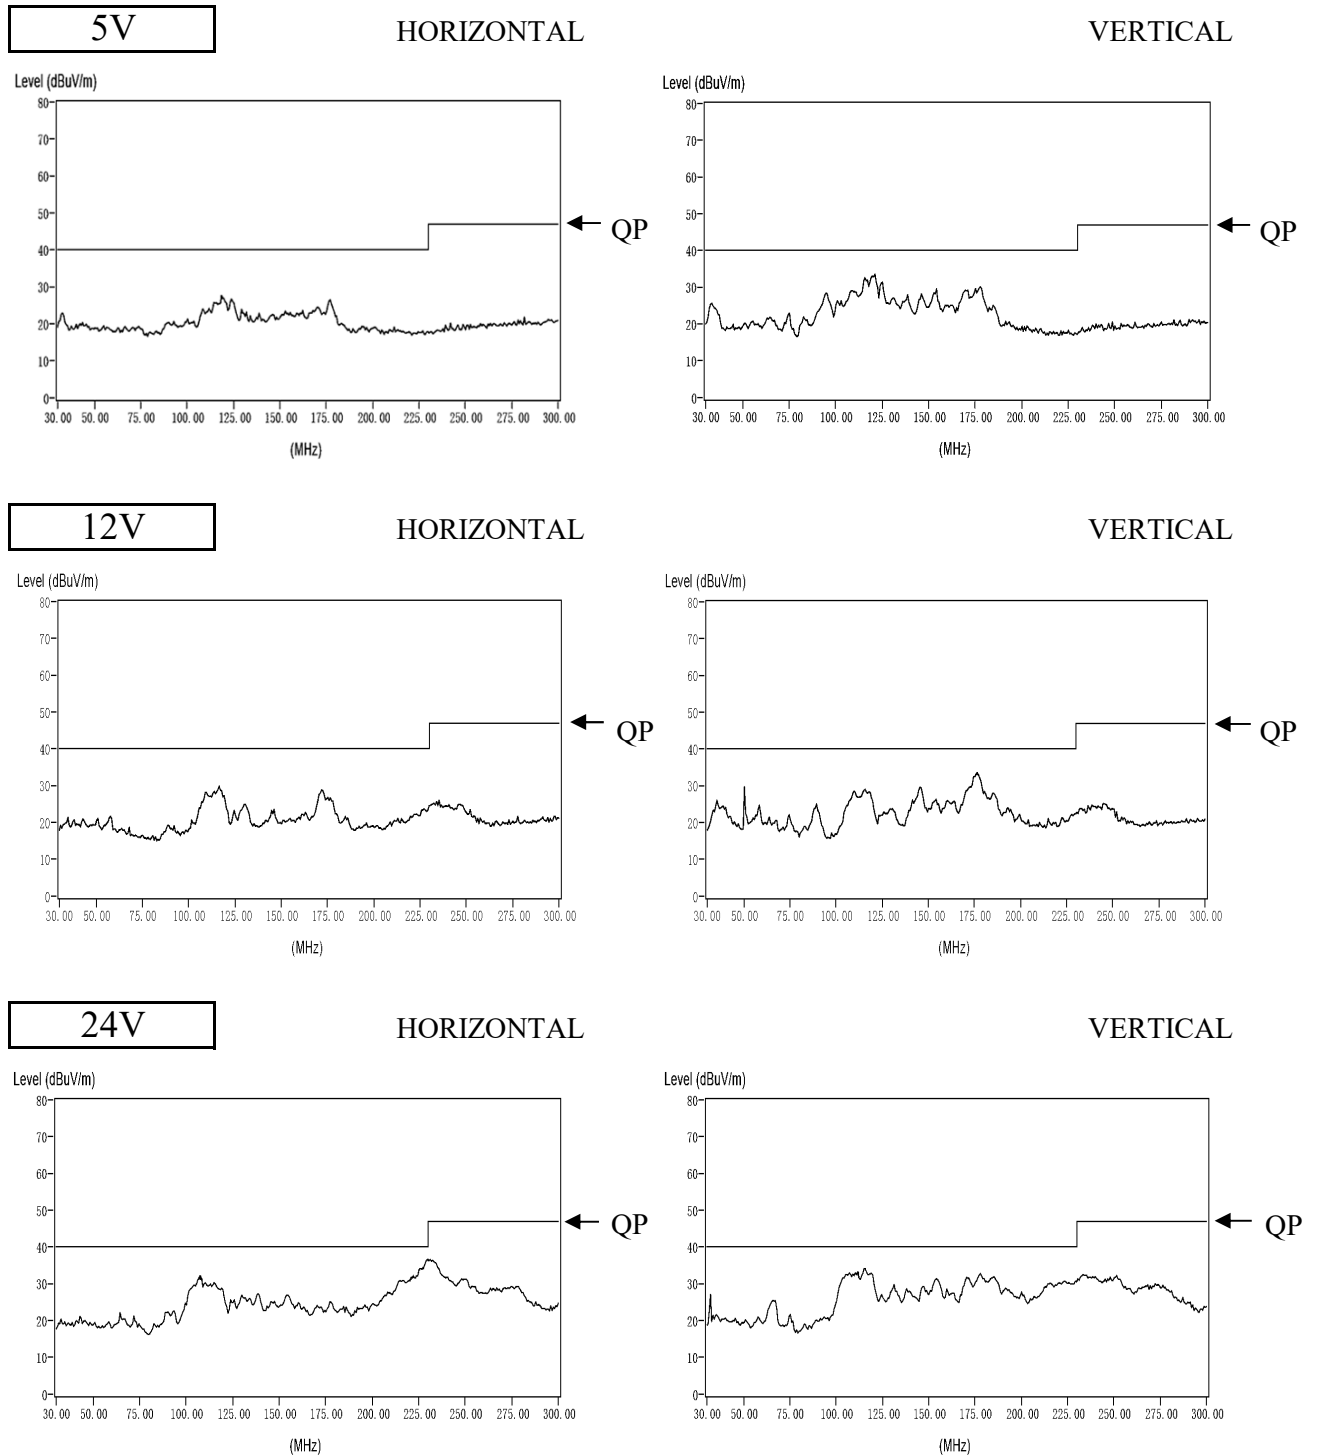 5V HORIZONTAL VERTICAL
Level (dBuV/m) Level (dBuV/m)
80 80
70 70
60 60
50 50
QP QP
40 40
30 30
20 20
10 10
0 0
30.00 50.00 75.00 100.00 125.00 150.00 175.00 200.00 225.00 250.00 275.00 300.00 30.00 50.00 75.00 100.00 125.00 150.00 175.00 200.00 225.00 250.00 275.00 300.00
(MHz) (MHz)
12V HORIZONTAL VERTICAL
Level (dBuV/m) Level (dBuV/m)
80 80
70 70
60 60
50 50
QP QP
40 40
30 30
20 20
10 10
0 0
30.00 50.00 75.00 100.00 125.00 150.00 175.00 200.00 225.00 250.00 275.00 300.00 30.00 50.00 75.00 100.00 125.00 150.00 175.00 200.00 225.00 250.00 275.00 300.00
(MHz) (MHz)
24V HORIZONTAL VERTICAL
Level (dBuV/m) Level (dBuV/m)
80 80
70 70
60 60
50 50
QP QP
40 40
30 30
20 20
10 10
0 0
30.00 50.00 75.00 100.00 125.00 150.00 175.00 200.00 225.00 250.00 275.00 300.00 30.00 50.00 75.00 100.00 125.00 150.00 175.00 200.00 225.00 250.00 275.00 300.00
(MHz) (MHz)